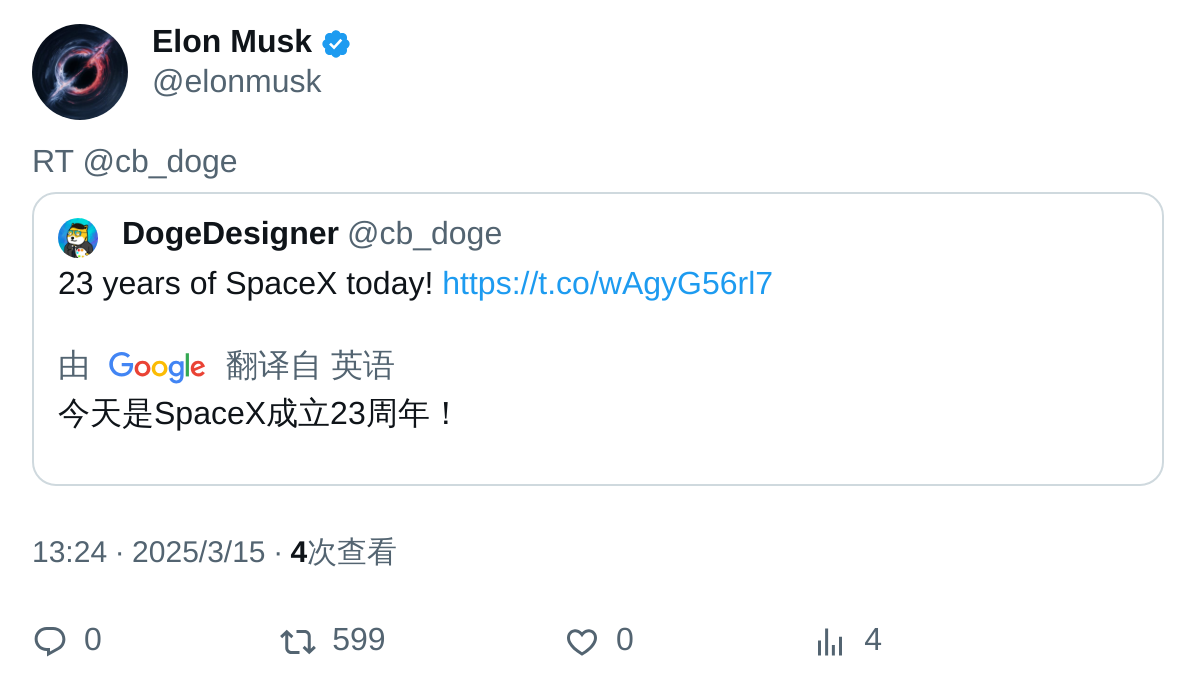 Elon Musk
@elonmusk
RT @cb_doge
DogeDesigner @cb_doge
23 years of SpaceX today! https://t.co/wAgyG56rl7
由 Google 翻译自 英语
今天是SpaceX成立23周年！
13:24 · 2025/3/15 · 4次查看
0 599 0 4